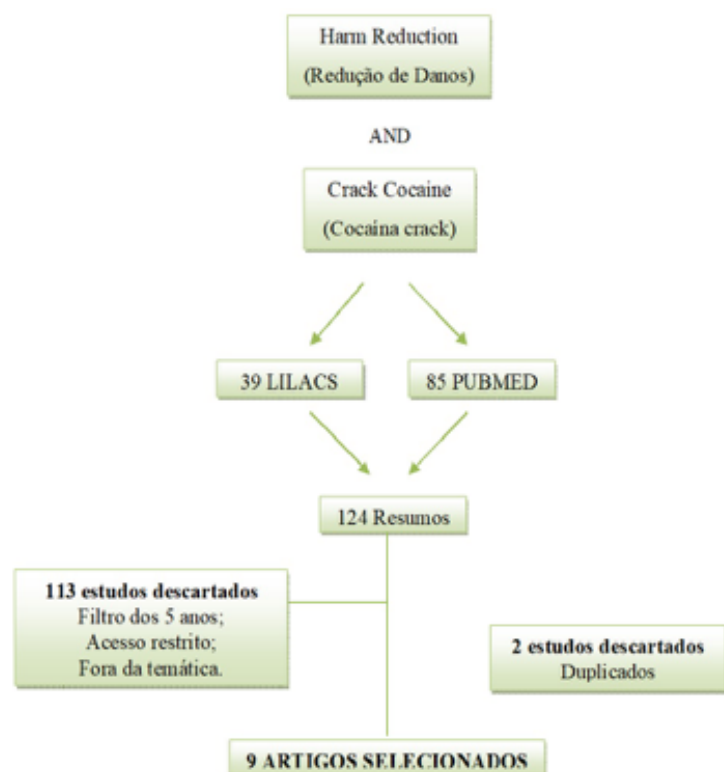 Harm Reduction
(Redução de Danos)
AND
Crack Cocaine
(Cocaina crack)
39 LILACS
85 PUBMED
124 Resumos
113 estudos descartados
Filtro dos 5 anos;
Acesso restrito;
Fora da temática.
2 estudos descartados
Duplicados
9 ARTIGOS SELECIONADOS